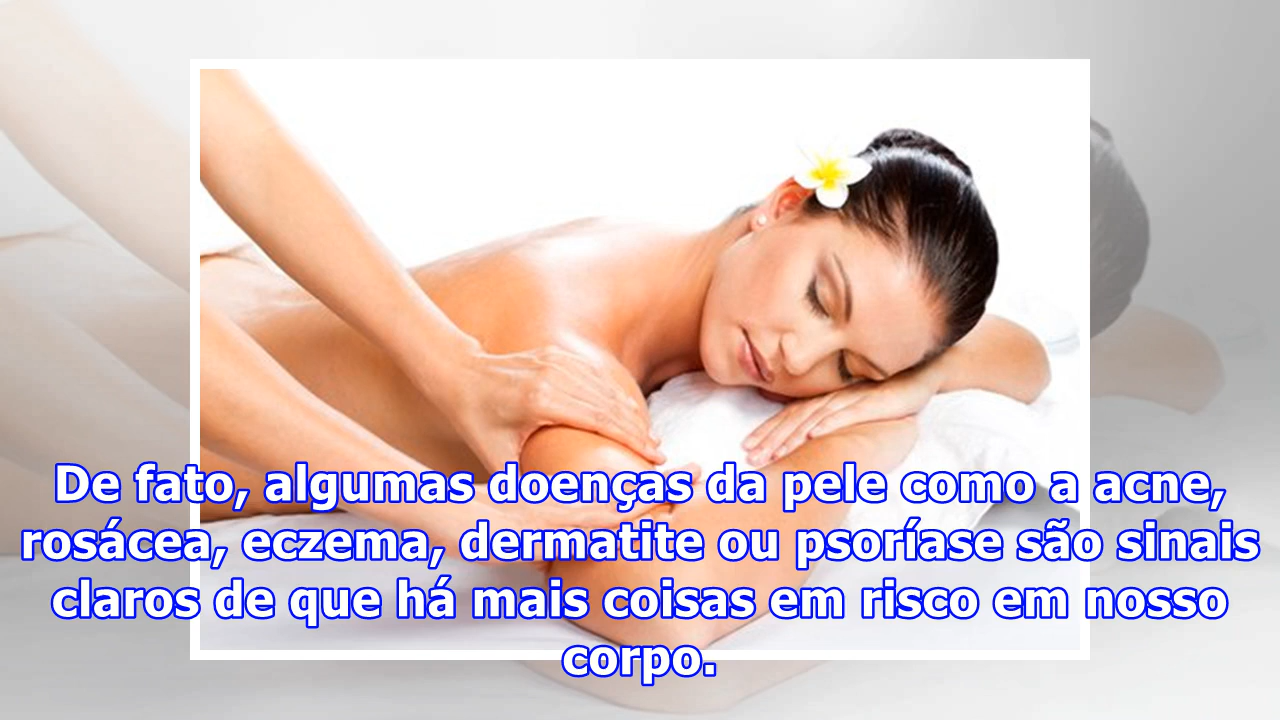 De fato, algumas doenças da pele como a acne,
rosácea, eczema, dermatite ou psoríase são sinais
claros de que há mais coisas em risco em nosso
corpo.